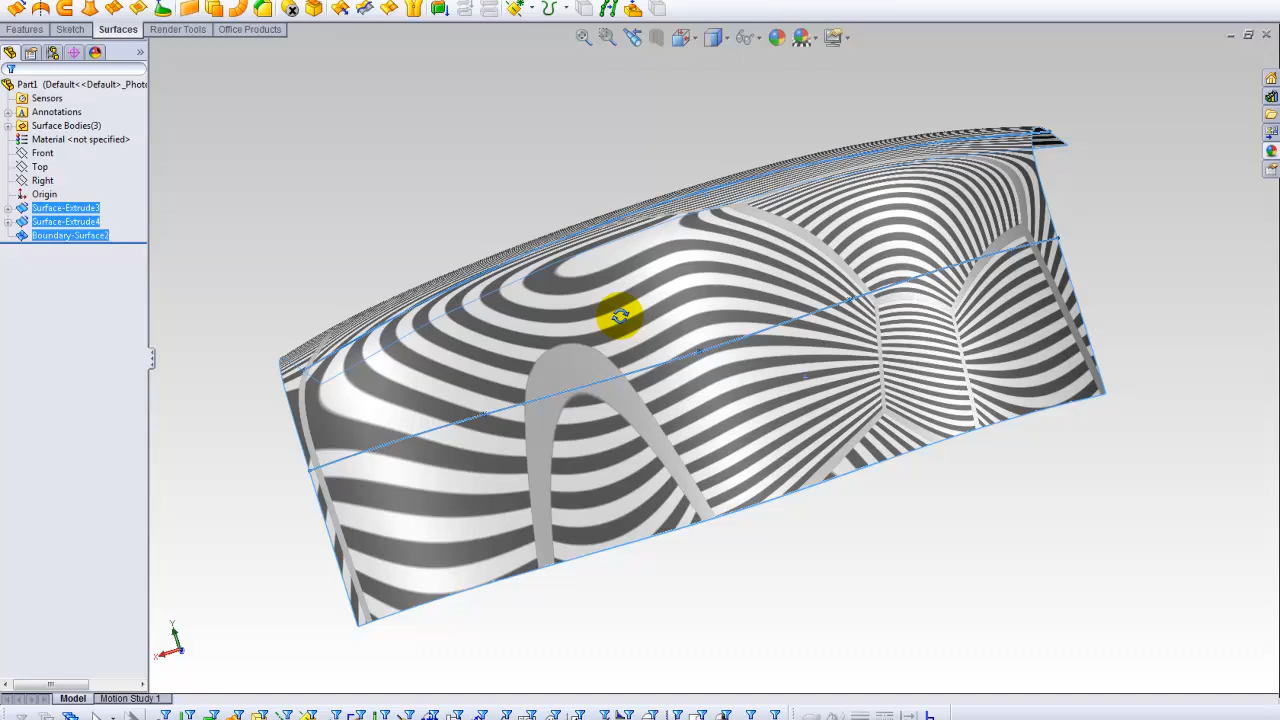 Features Sketch Surfaces Render Tools Office Products
»
Part1 (Default<<Default>_Photo
Sensors
Annotations
Surface Bodies(3)
Material <not specified>
Front
Top
Right
Origin
Surface-Extrude3
Surface-Extrude4
Boundary-Surface2
Y
X
Model Motion Study 1